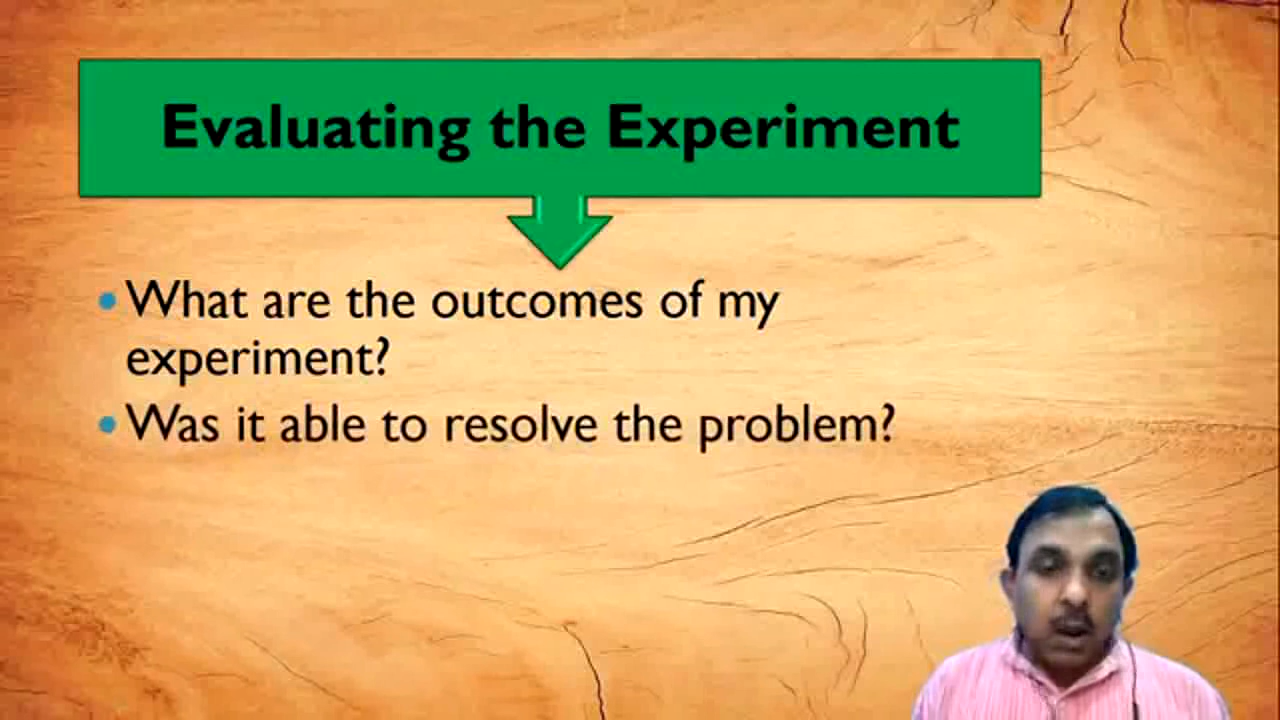 Evaluating the Experiment
What are the outcomes of my
experiment?
Was it able to resolve the problem?